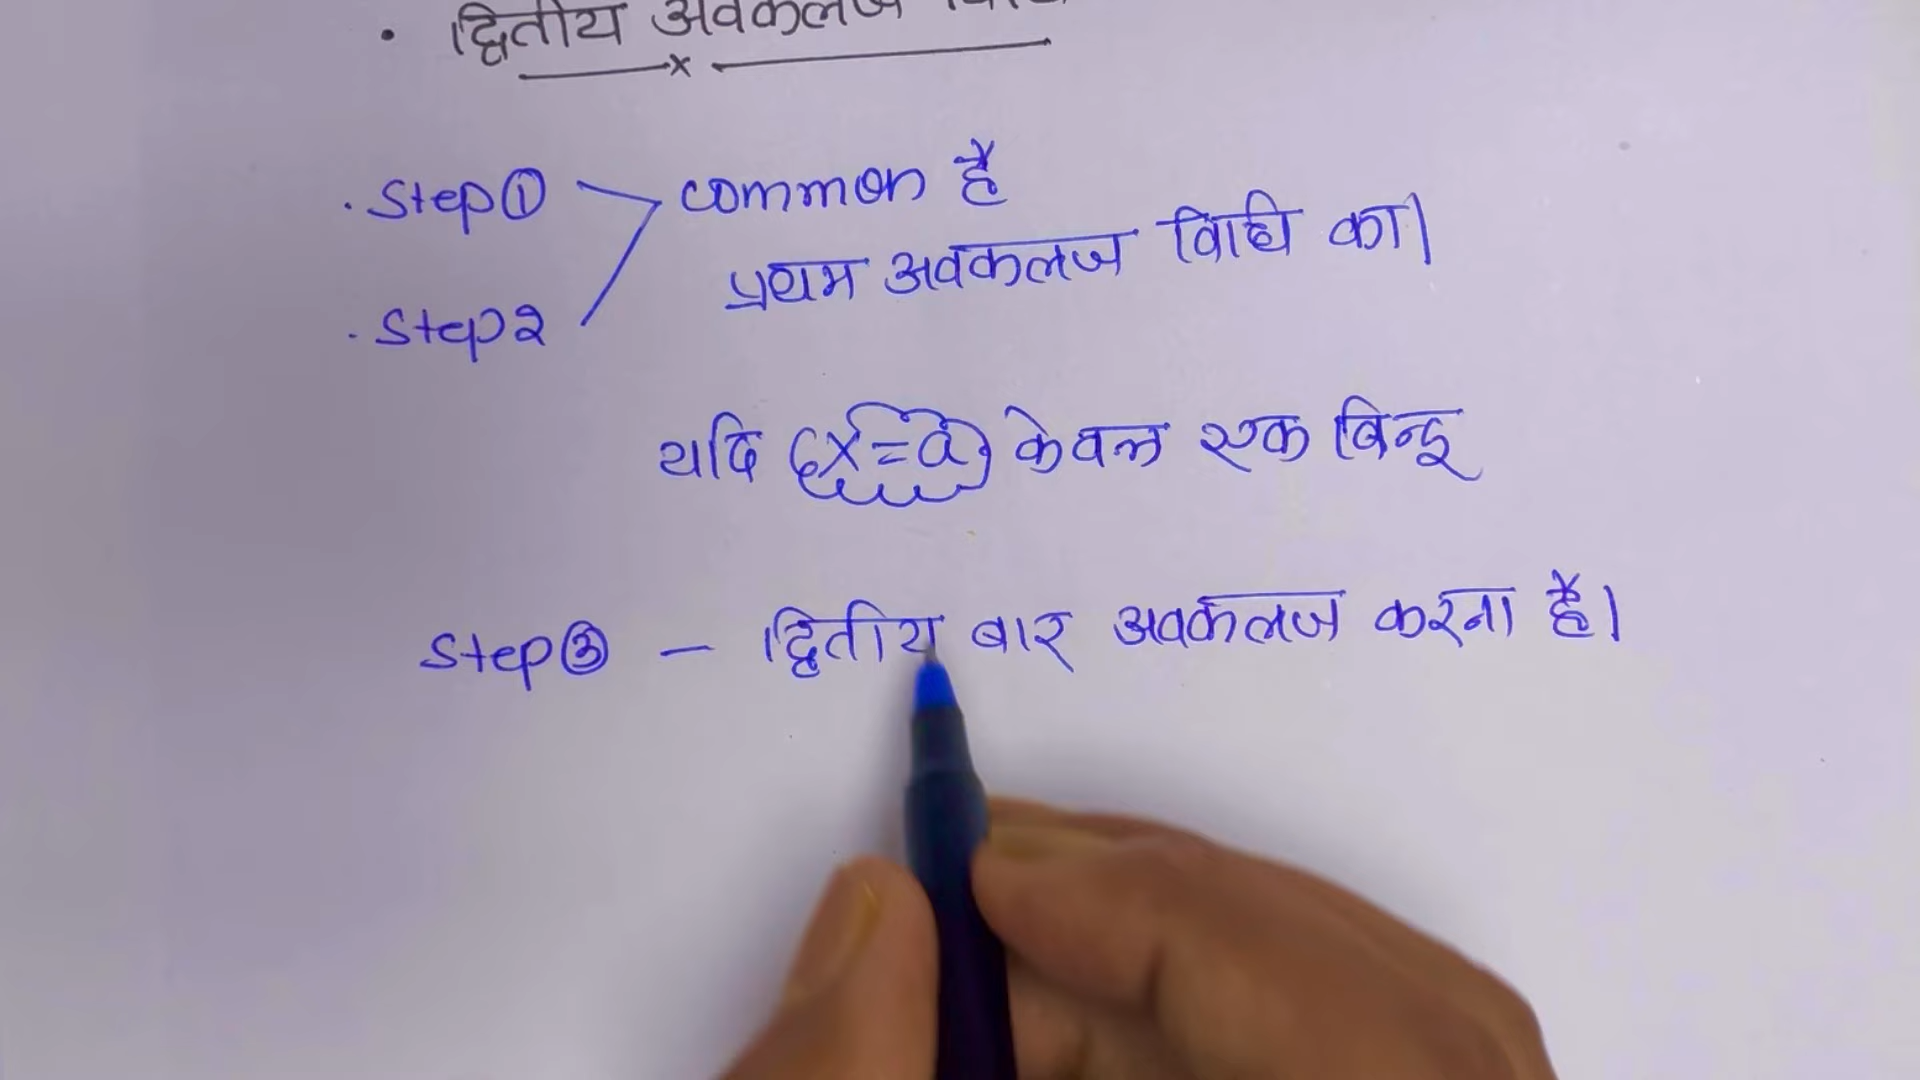 • द्वितीय अवकलज
. Step① common है
प्रथम अवकलज विधि का।
. Step2
यदि (x=a) केवल एक बिन्दू
Step③ – द्वितीय बार अवकलज करना है।